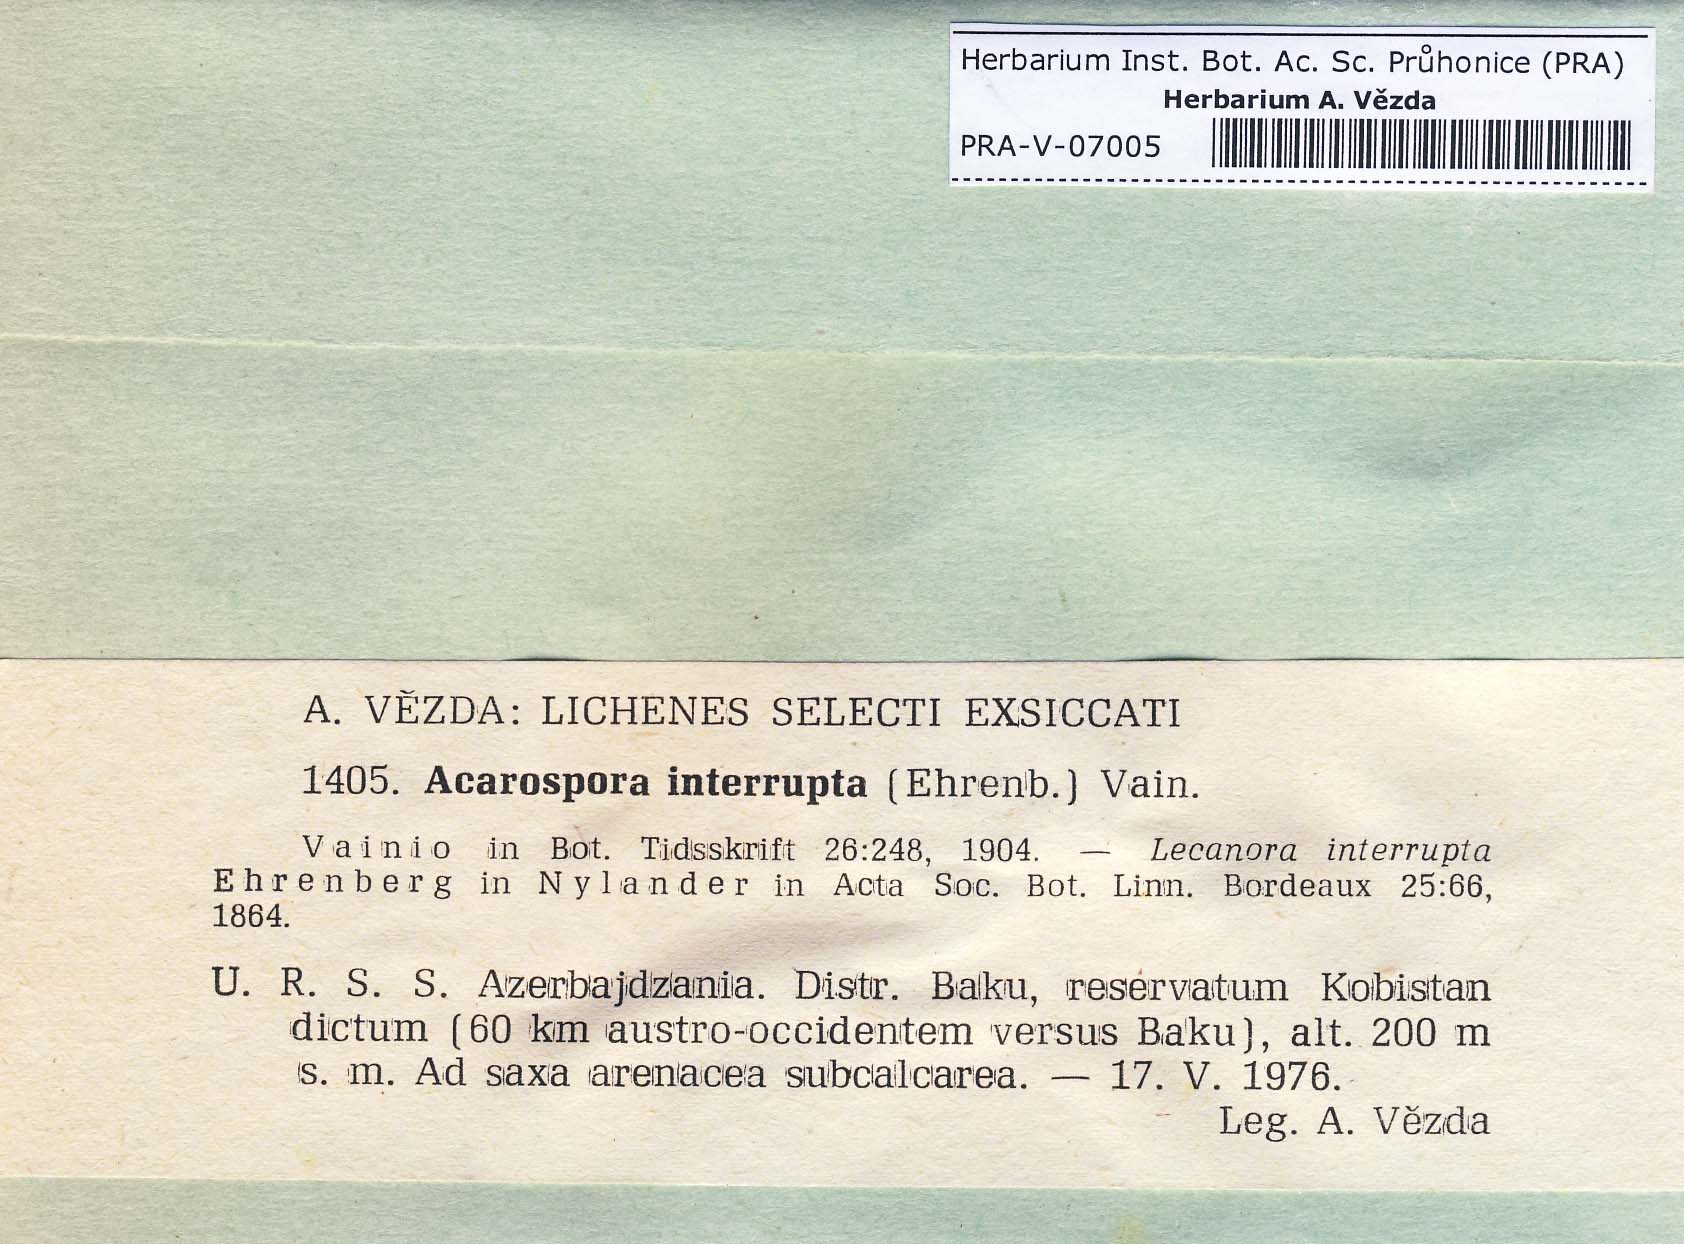 Herbarium Inst. Bot. Ac. Sc. Průhonice (PRA)
Herbarium A. Vězda
PRA-V-07005
A. VĚZDA: LICHENES SELECTI EXSICCATI
1405. Acarospora interrupta (Ehrenb.) Vain.
Vainio in Bot. Tidsskrift 26:248, 1904. — Lecanora interrupta
Ehrenberg in Nylander in Acta Soc. Bot. Linn. Bordeaux 25:66,
1864.
U. R. S. S. Azerbajdzania. Distr. Baku, reservatum Kobistan
dictum (60 km austro-occidentem versus Baku), alt. 200 m
s. m. Ad saxa arenacea subcalcarea. — 17. V. 1976.
Leg. A. Vězda